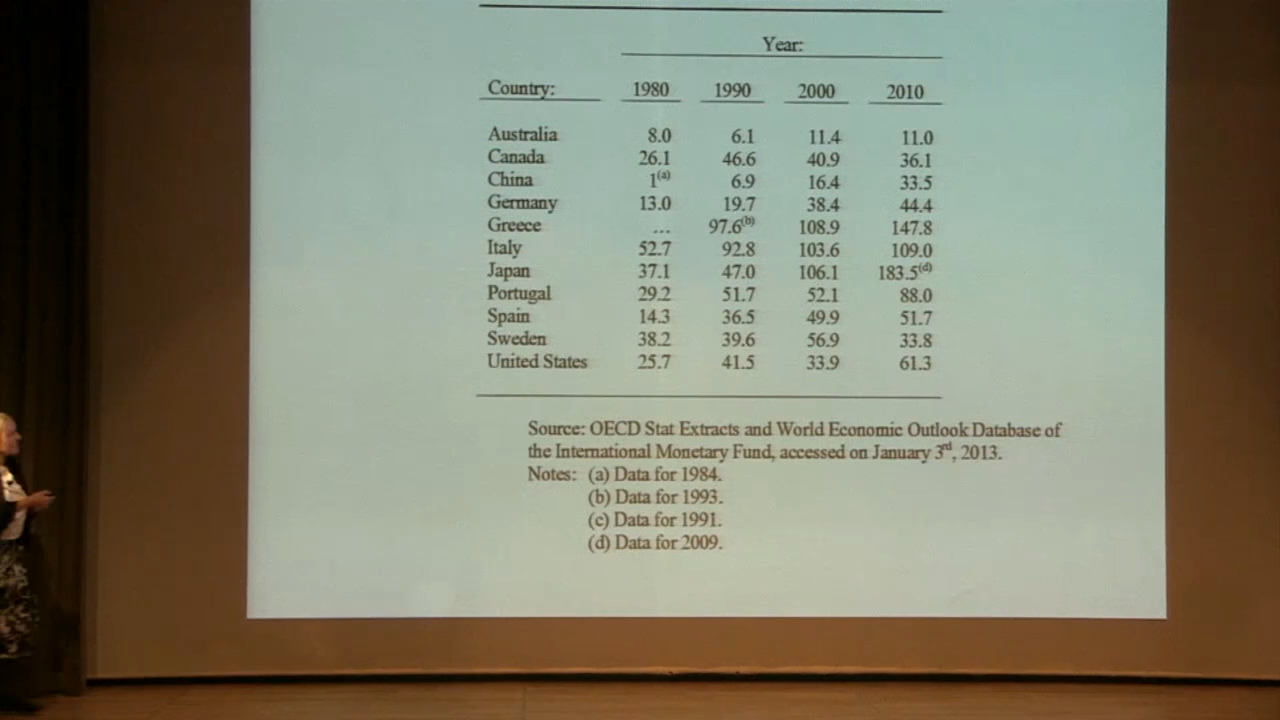 Year:
Country: 1980 1990 2000 2010
Australia 8.0 6.1 11.4 11.0
Canada 26.1 46.6 40.9 36.1
China 1(a) 6.9 16.4 33.5
Germany 13.0 19.7 38.4 44.4
Greece ... 97.6(b) 108.9 147.8
Italy 52.7 92.8 103.6 109.0
Japan 37.1 47.0 106.1 183.5(d)
Portugal 29.2 51.7 52.1 88.0
Spain 14.3 36.5 49.9 51.7
Sweden 38.2 39.6 56.9 33.8
United States 25.7 41.5 33.9 61.3
Source: OECD Stat Extracts and World Economic Outlook Database of
the International Monetary Fund, accessed on January 3rd, 2013.
Notes: (a) Data for 1984.
(b) Data for 1993.
(c) Data for 1991.
(d) Data for 2009.